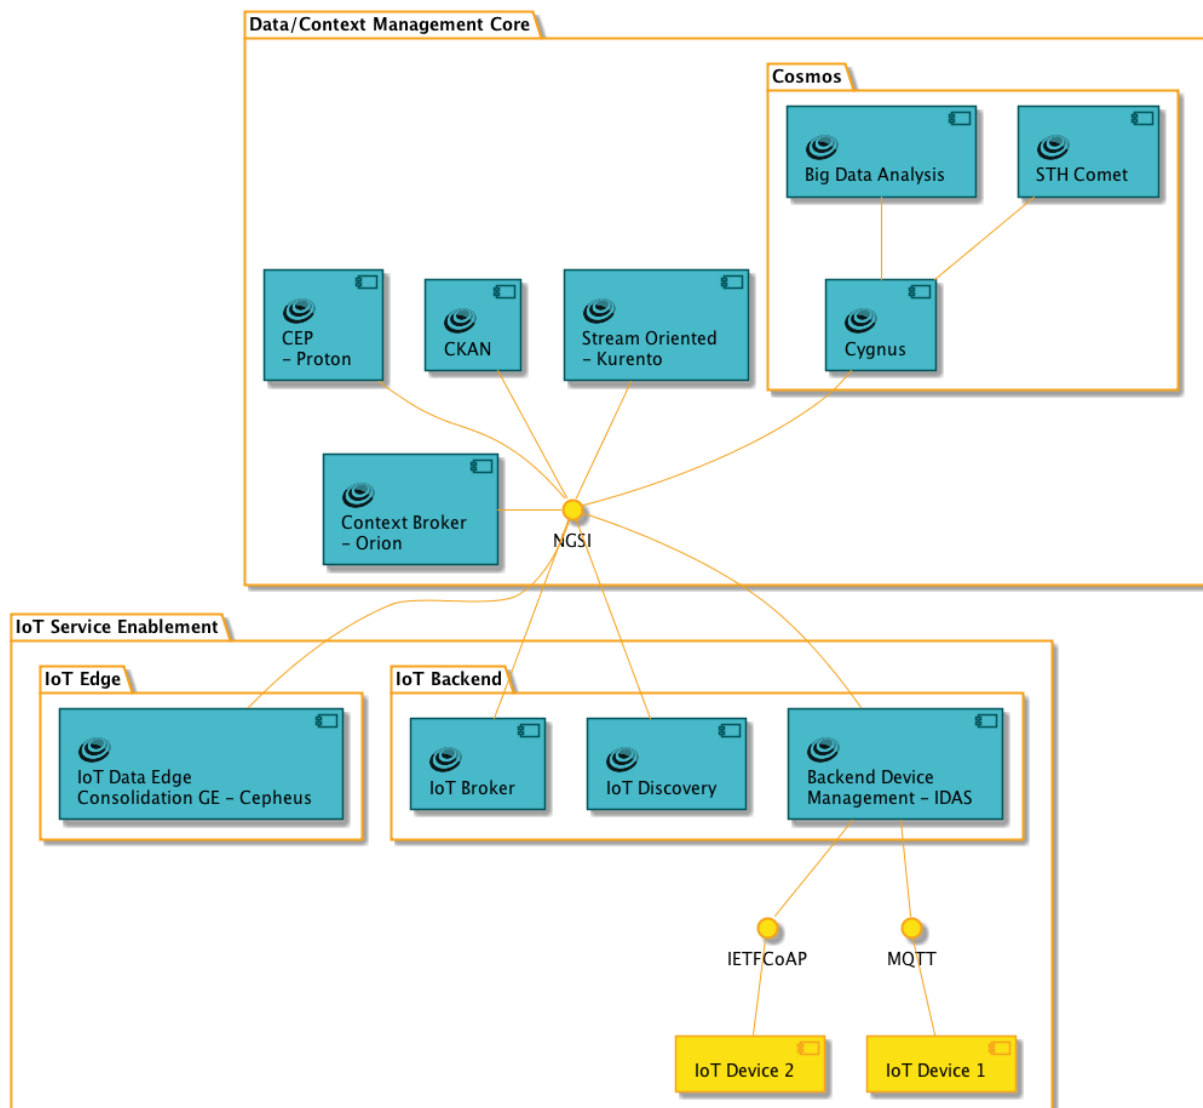 Data/Context Management Core
Cosmos
Big Data Analysis
STH Comet
CEP
– Proton
CKAN
Stream Oriented
– Kurento
Cygnus
Context Broker
– Orion
NGSI
IoT Service Enablement
IoT Edge
IoT Backend
IoT Data Edge
Consolidation GE – Cepheus
IoT Broker
IoT Discovery
Backend Device
Management – IDAS
IETFCoAP
MQTT
IoT Device 2
IoT Device 1